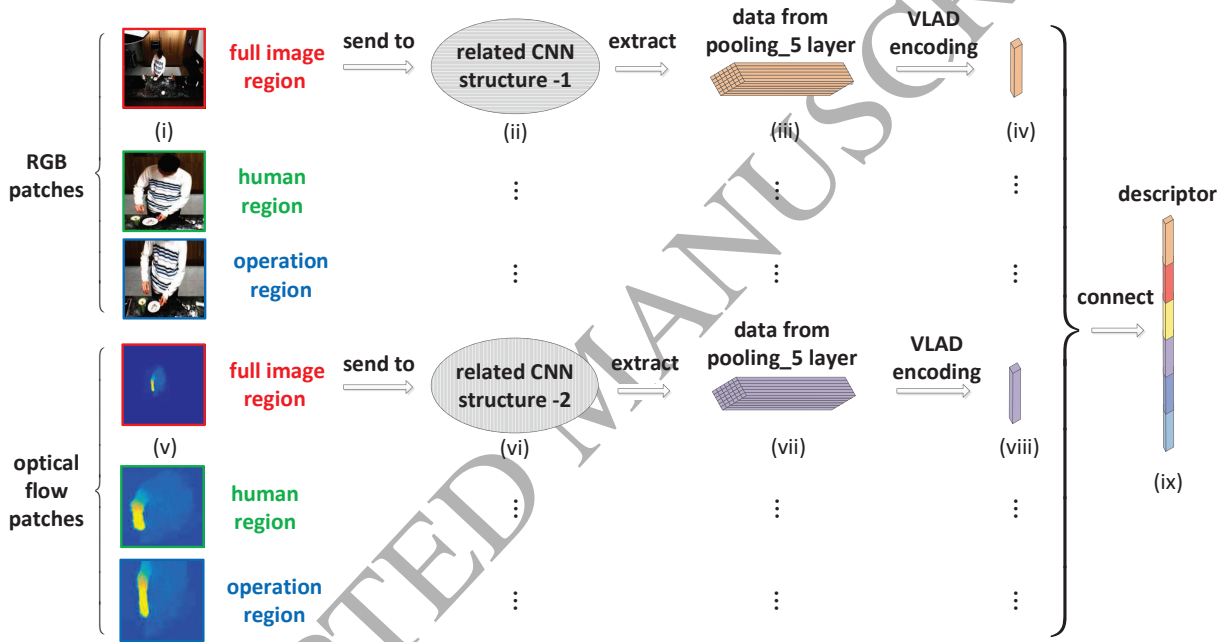 RGB
patches
full image
region
(i)
send to
related CNN
structure -1
(ii)
extract
data from
pooling_5 layer
(iii)
VLAD
encoding
(iv)
human
region
operation
region
optical
flow
patches
full image
region
(v)
send to
related CNN
structure -2
(vi)
extract
data from
pooling_5 layer
(vii)
VLAD
encoding
(viii)
human
region
operation
region
connect
descriptor
(ix)
PTED MANUSCR